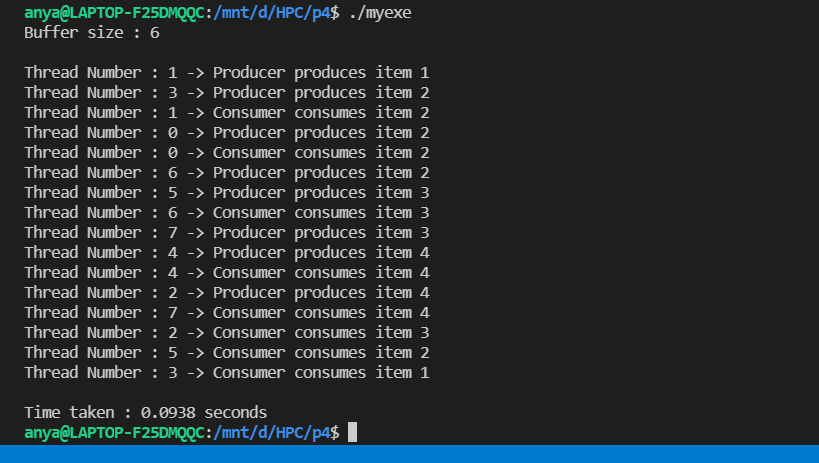 anya@LAPTOP-F25DMQQC:/mnt/d/HPC/p4$ ./myexe
Buffer size : 6
Thread Number : 1 -> Producer produces item 1
Thread Number : 3 -> Producer produces item 2
Thread Number : 1 -> Consumer consumes item 2
Thread Number : 0 -> Producer produces item 2
Thread Number : 0 -> Consumer consumes item 2
Thread Number : 6 -> Producer produces item 2
Thread Number : 5 -> Producer produces item 3
Thread Number : 6 -> Consumer consumes item 3
Thread Number : 7 -> Producer produces item 3
Thread Number : 4 -> Producer produces item 4
Thread Number : 4 -> Consumer consumes item 4
Thread Number : 2 -> Producer produces item 4
Thread Number : 7 -> Consumer consumes item 4
Thread Number : 2 -> Consumer consumes item 3
Thread Number : 5 -> Consumer consumes item 2
Thread Number : 3 -> Consumer consumes item 1
Time taken : 0.0938 seconds
anya@LAPTOP-F25DMQQC:/mnt/d/HPC/p4$